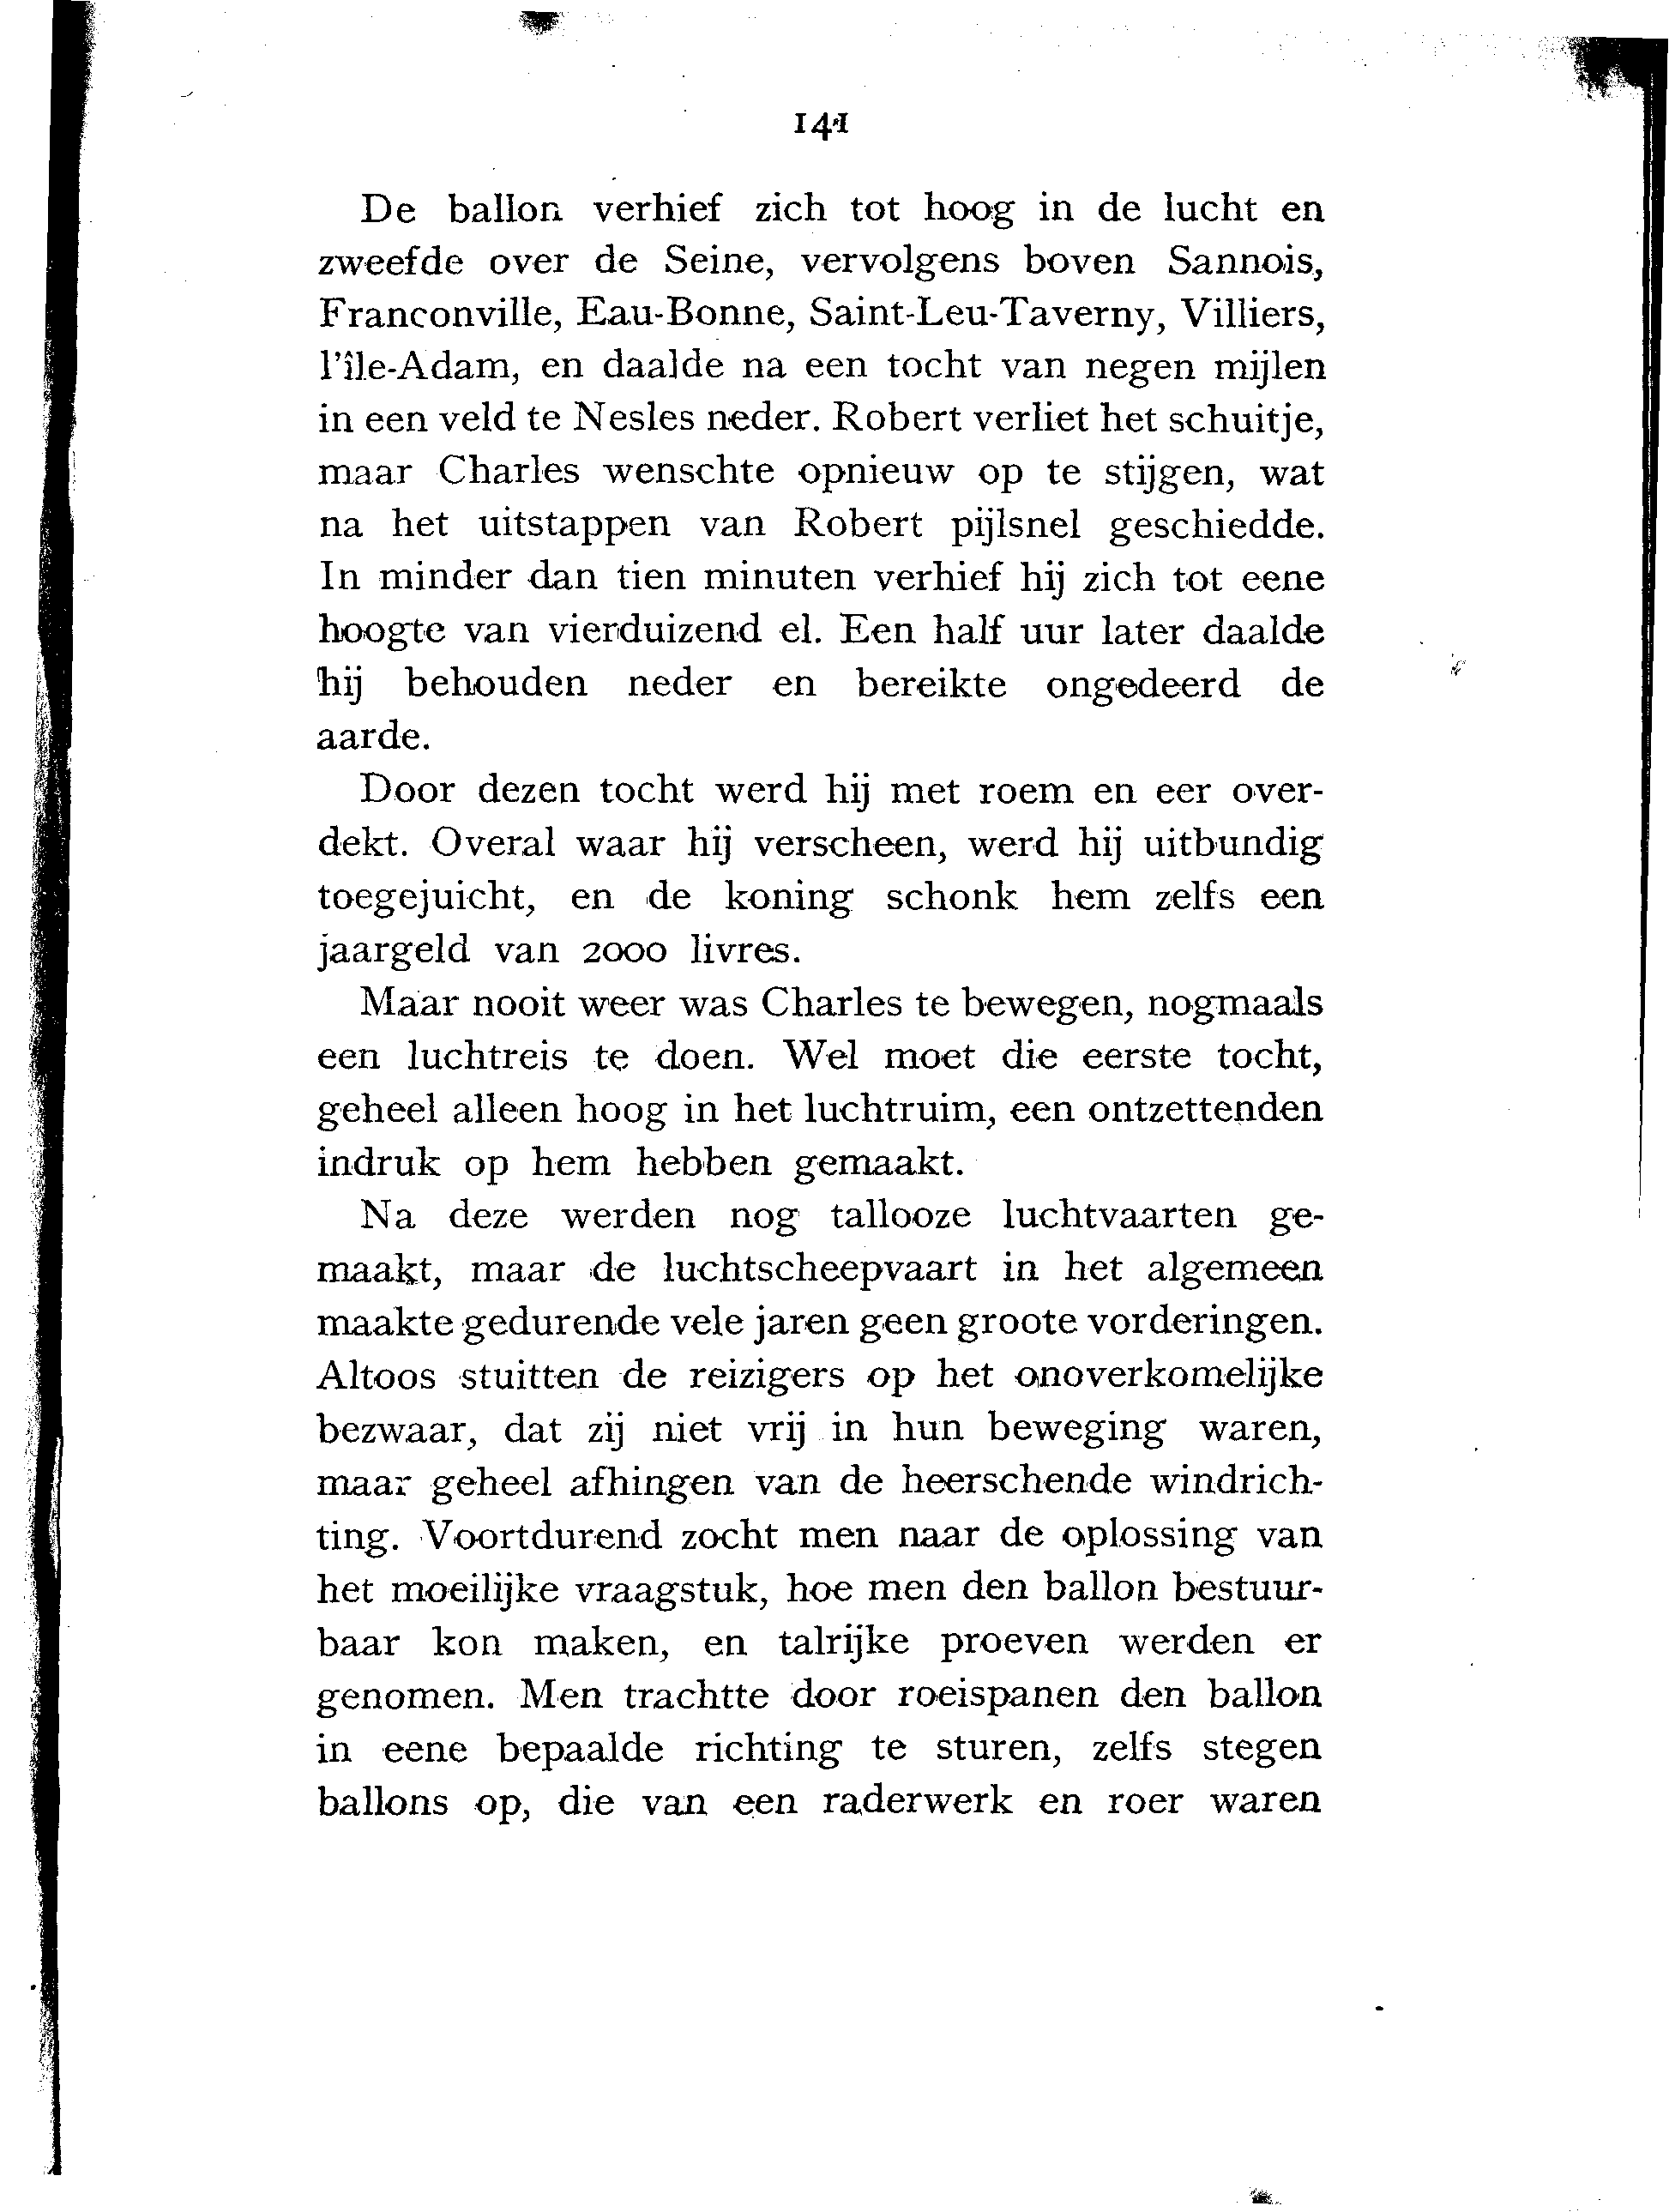 141
De ballon verhief zich tot hoog in de lucht en
zweefde over de Seine, vervolgens boven Sannois,
Franconville, Eau-Bonne, Saint-Leu-Taverny, Villiers,
l'île-Adam, en daalde na een tocht van negen mijlen
in een veld te Nesles neder. Robert verliet het schuitje,
maar Charles wenschte opnieuw op te stijgen, wat
na het uitstappen van Robert pijlsnel geschiedde.
In minder dan tien minuten verhief hij zich tot eene
hoogte van vierduizend el. Een half uur later daalde
hij behouden neder en bereikte ongedeerd de
aarde.
Door dezen tocht werd hij met roem en eer over-
dekt. Overal waar hij verscheen, werd hij uitbundig
toegejuicht, en de koning schonk hem zelfs een
jaargeld van 2000 livres.
Maar nooit weer was Charles te bewegen, nogmaals
een luchtreis te doen. Wel moet die eerste tocht,
geheel alleen hoog in het luchtruim, een ontzettenden
indruk op hem hebben gemaakt.
Na deze werden nog tallooze luchtvaarten ge-
maakt, maar de luchtscheepvaart in het algemeen
maakte gedurende vele jaren geen groote vorderingen.
Altoos stuitten de reizigers op het onoverkomelijke
bezwaar, dat zij niet vrij in hun beweging waren,
maar geheel afhingen van de heerschende windrich-
ting. Voortdurend zocht men naar de oplossing van
het moeilijke vraagstuk, hoe men den ballon bestuur-
baar kon maken, en talrijke proeven werden er
genomen. Men trachtte door roeispanen den ballon
in eene bepaalde richting te sturen, zelfs stegen
ballons op, die van een raderwerk en roer waren